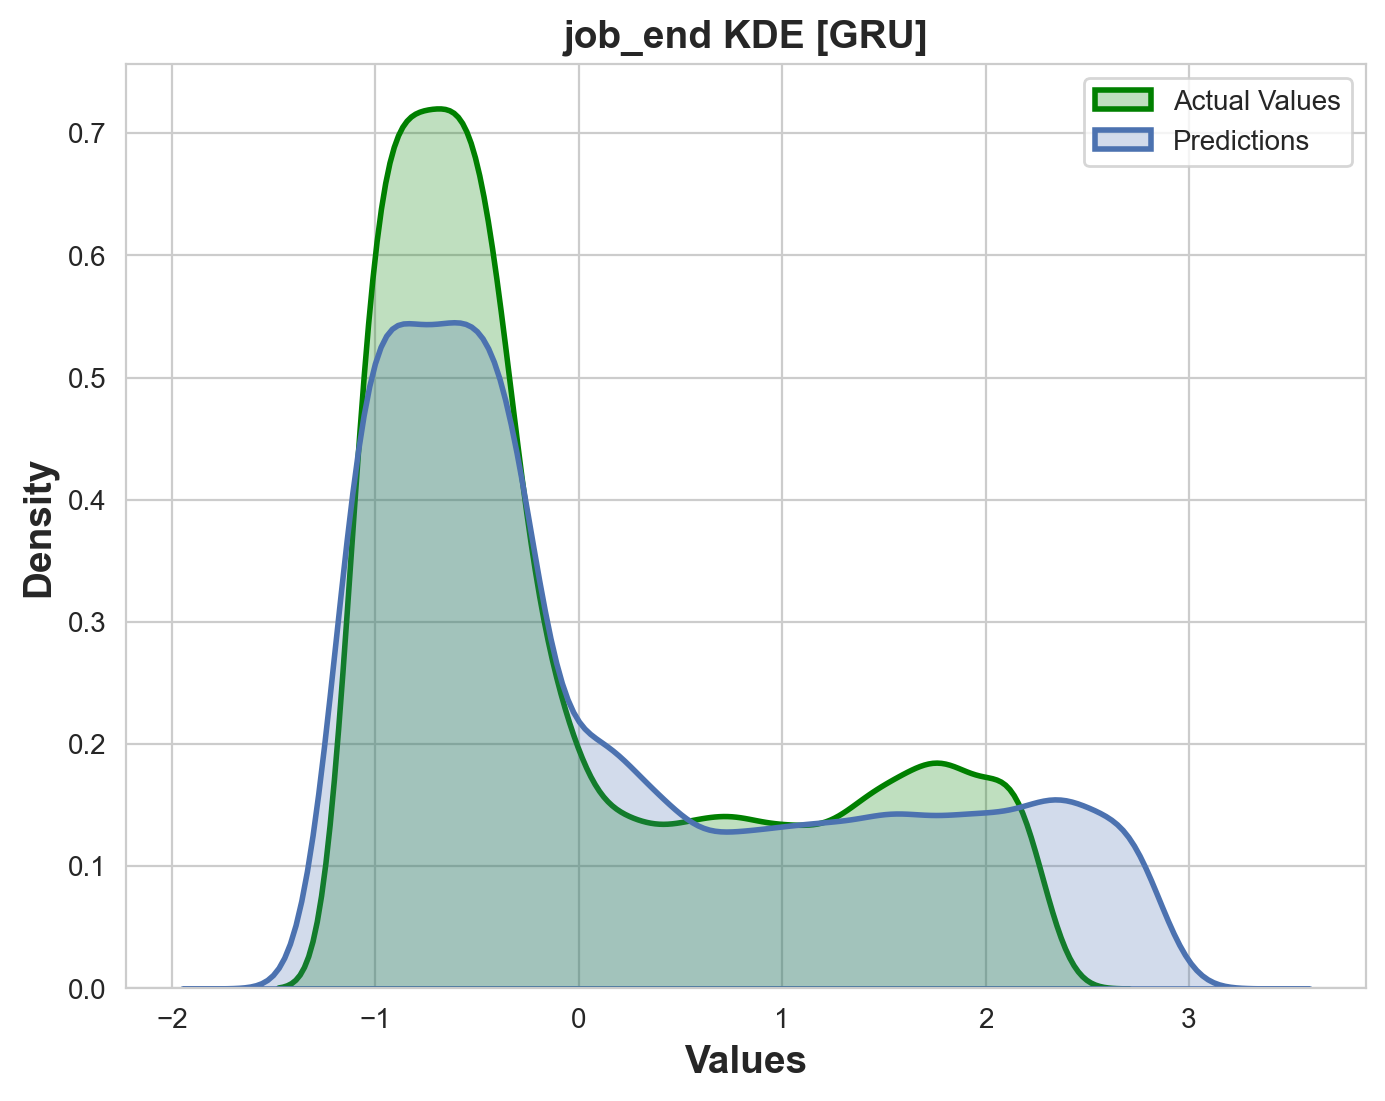 job_end KDE [GRU]
Actual Values
Predictions
0.7
0.6
0.5
0.4
0.3
0.2
0.1
0.0
Density
−2 −1 0 1 2 3
Values